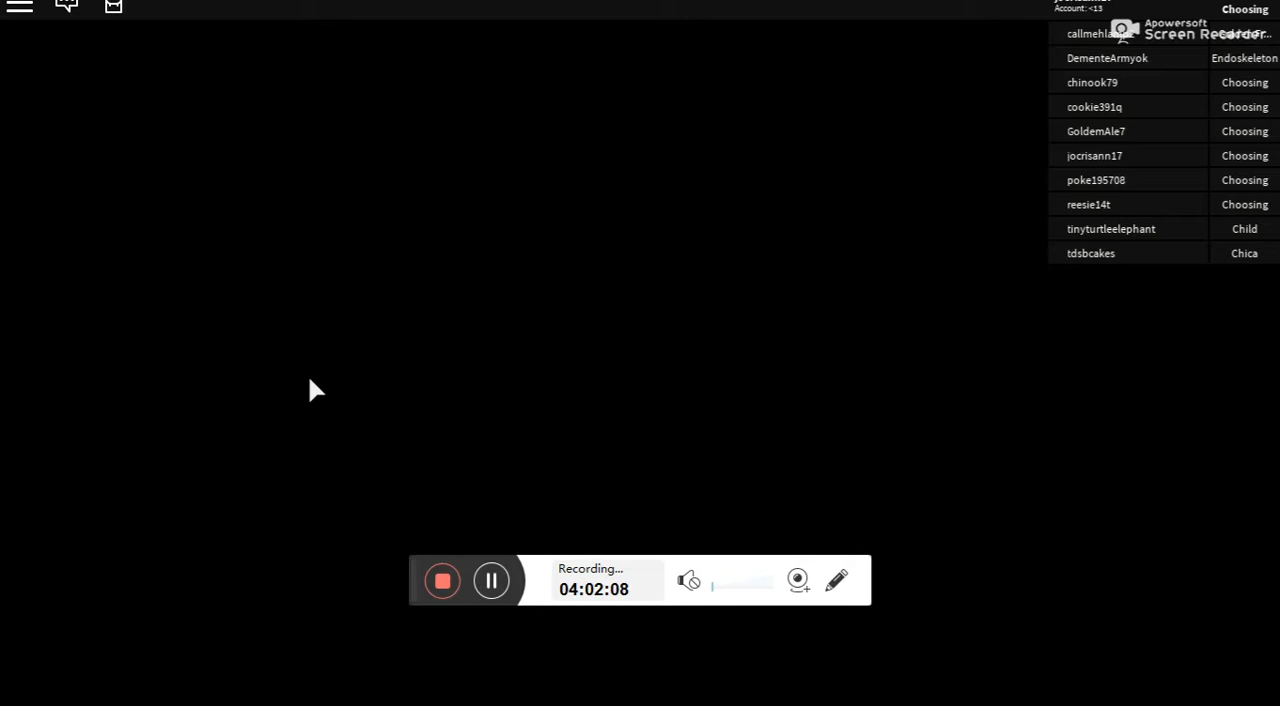 Account: <13
Choosing
Apowersoft
Screen Recorder
DementeArmyok Endoskeleton
chinook79 Choosing
cookie391q Choosing
GoldemAle7 Choosing
jocrisann17 Choosing
poke195708 Choosing
reesie14t Choosing
tinyturtleelephant Child
tdsbcakes Chica
Recording...
04:02:08